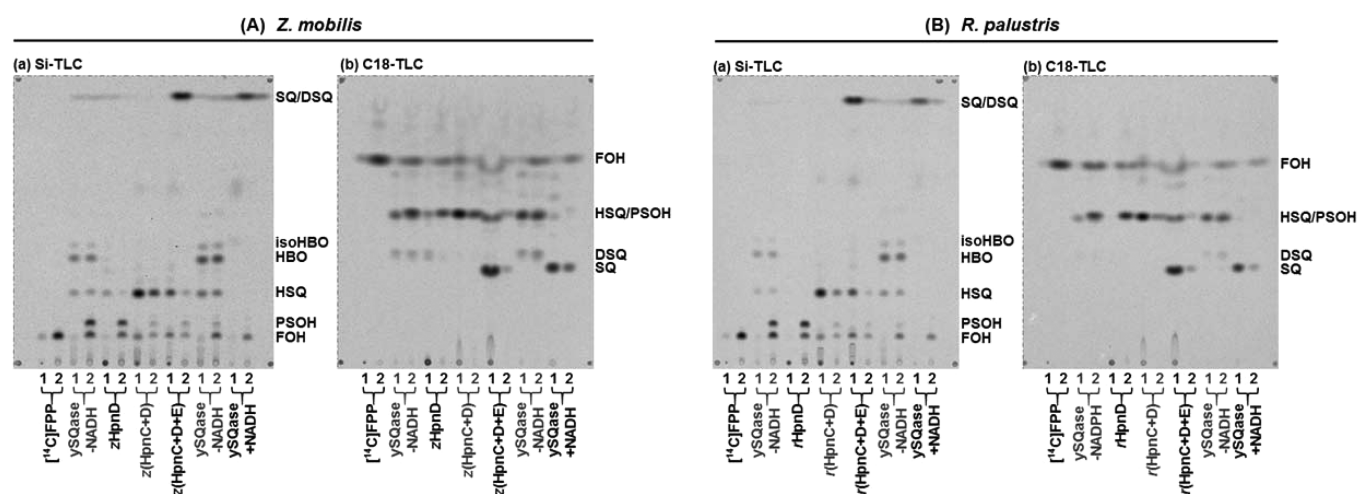 (A) Z. mobilis
(a) Si-TLC
(b) C18-TLC
SQ/DSQ
isoHBO
HBO
HSQ
PSOH
FOH
FOH
HSQ/PSOH
DSQ
SQ
1 2 1 2 1 2 1 2 1 2 1 2 1 2
[¹⁴C]FPP
ySQase
-NADH
zHpnD
z(HpnC+D)
z(HpnC+D+E)
ySQase
-NADH
ySQase
+NADH
1 2 1 2 1 2 1 2 1 2 1 2 1 2
[¹⁴C]FPP
ySQase
-NADH
zHpnD
z(HpnC+D)
z(HpnC+D+E)
ySQase
-NADH
ySQase
+NADH
(B) R. palustris
(a) Si-TLC
(b) C18-TLC
SQ/DSQ
isoHBO
HBO
HSQ
PSOH
FOH
FOH
HSQ/PSOH
DSQ
SQ
1 2 1 2 1 2 1 2 1 2 1 2 1 2
[¹⁴C]FPP
ySQase
-NADH
rHpnD
r(HpnC+D)
r(HpnC+D+E)
ySQase
-NADH
ySQase
+NADH
1 2 1 2 1 2 1 2 1 2 1 2 1 2
[¹⁴C]FPP
ySQase
-NADPH
rHpnD
r(HpnC+D)
r(HpnC+D+E)
ySQase
-NADH
ySQase
+NADH